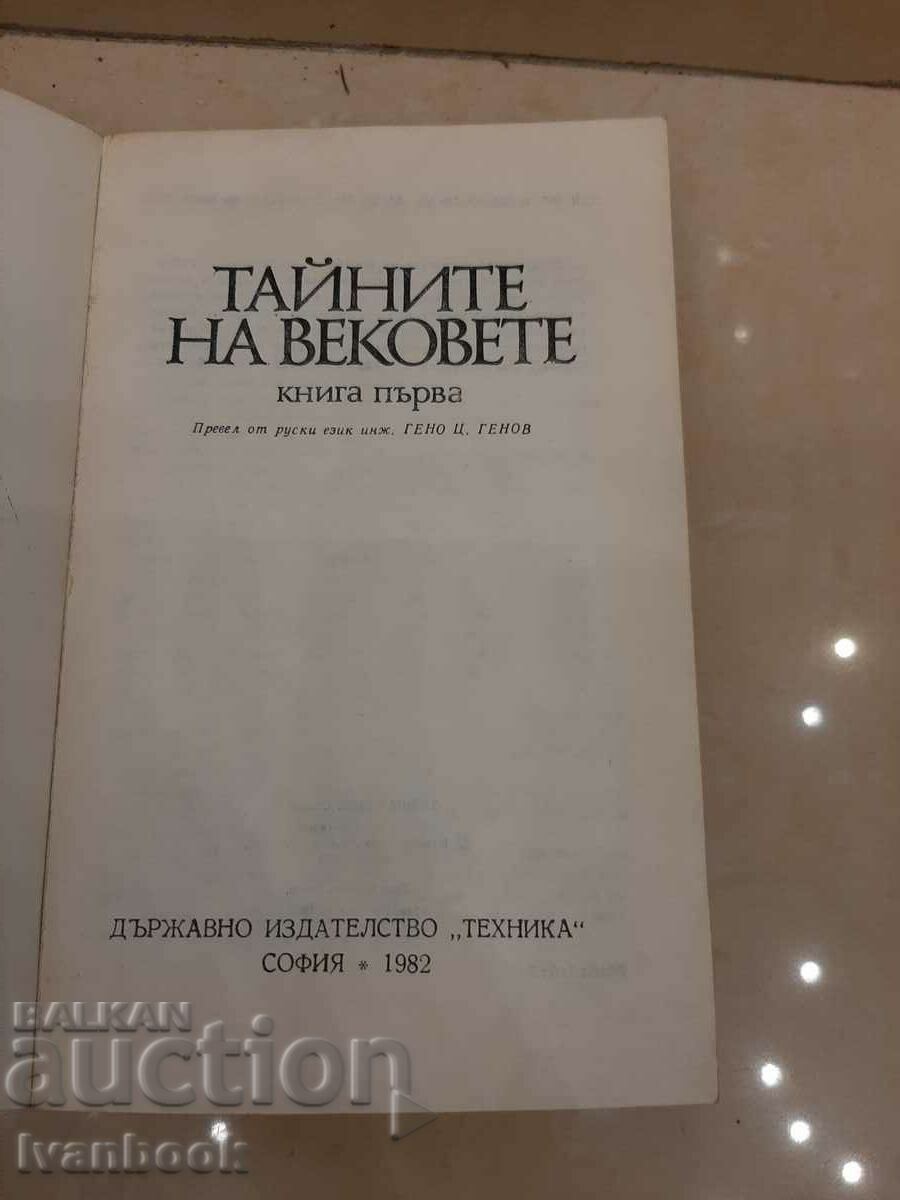 ТАЙНИТЕ
НА ВЕКОВЕТЕ
книга първа
Превел от руски език инж. ГЕНО Ц. ГЕНОВ
ДЪРЖАВНО ИЗДАТЕЛСТВО „ТЕХНИКА“
СОФИЯ * 1982
BALKAN
auction
Ivanbook